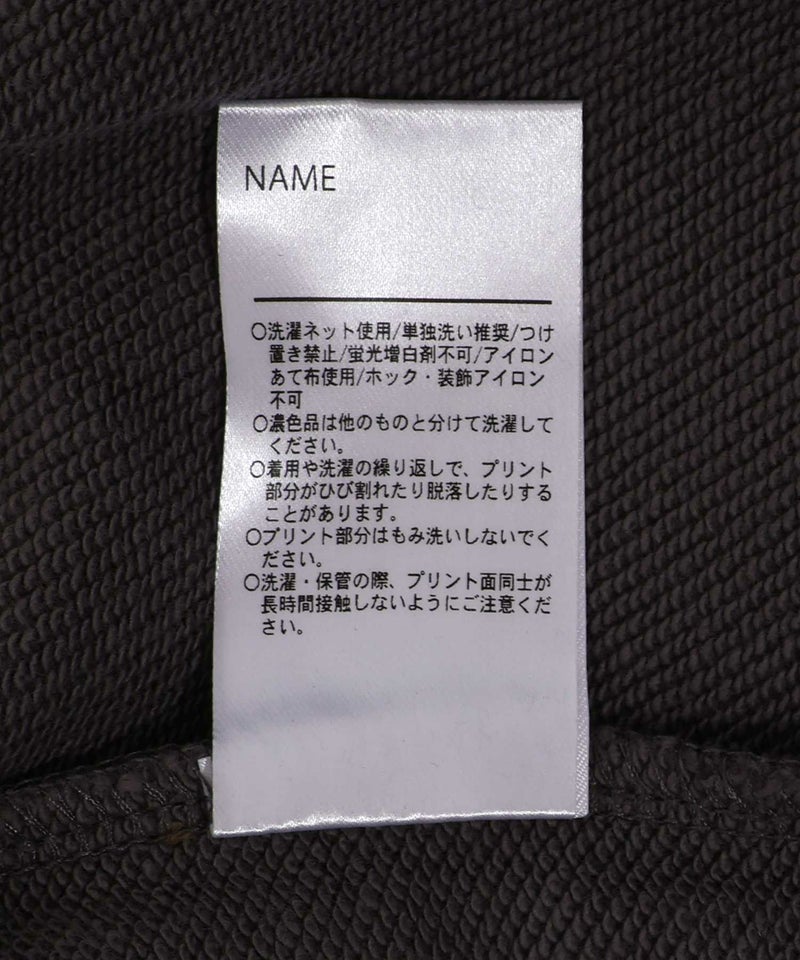 NAME
○洗濯ネット使用/単独洗い推奨/つけ
置き禁止/蛍光増白剤不可/アイロン
あて布使用/ホック・装飾アイロン
不可
○濃色品は他のものと分けて洗濯して
ください。
○着用や洗濯の繰り返しで、プリント
部分がひび割れたり脱落したりする
ことがあります。
○プリント部分はもみ洗いしないでく
ださい。
○洗濯・保管の際、プリント面同士が
長時間接触しないようにご注意くだ
さい。